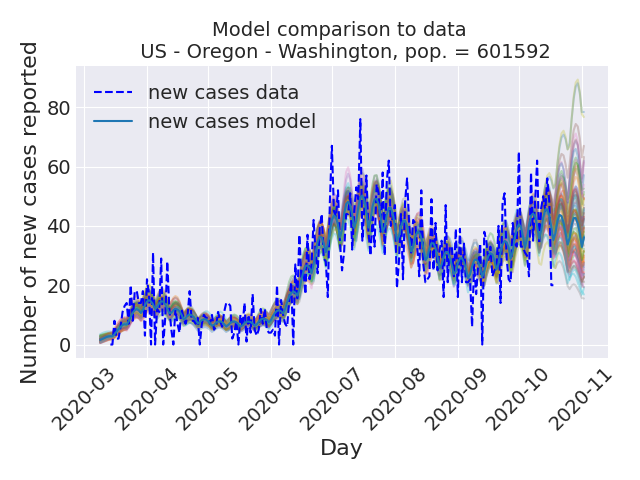 Model comparison to data
US - Oregon - Washington, pop. = 601592
Number of new cases reported
80
60
40
20
0
new cases data
new cases model
2020-03
2020-04
2020-05
2020-06
2020-07
2020-08
2020-09
2020-10
2020-11
Day